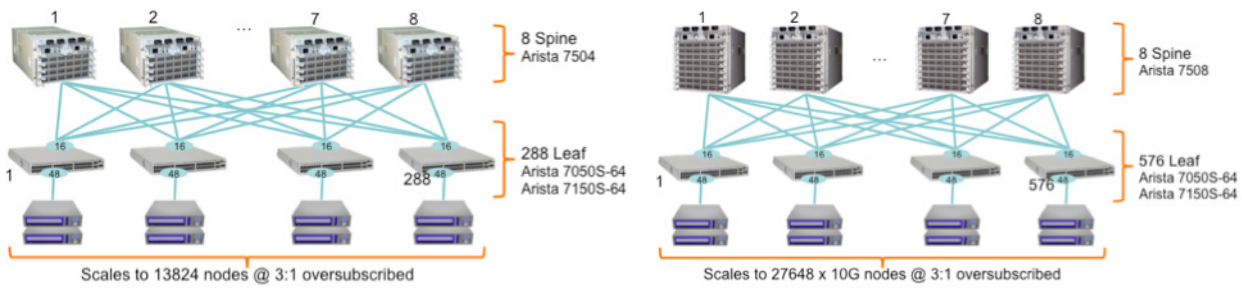 1
2
...
7
8
8 Spine
Arista 7504
16
16
16
16
48
48
48
48
1
288
288 Leaf
Arista 7050S-64
Arista 7150S-64
Scales to 13824 nodes @ 3:1 oversubscribed
1
2
...
7
8
8 Spine
Arista 7508
16
16
16
16
48
48
48
48
1
576
576 Leaf
Arista 7050S-64
Arista 7150S-64
Scales to 27648 x 10G nodes @ 3:1 oversubscribed